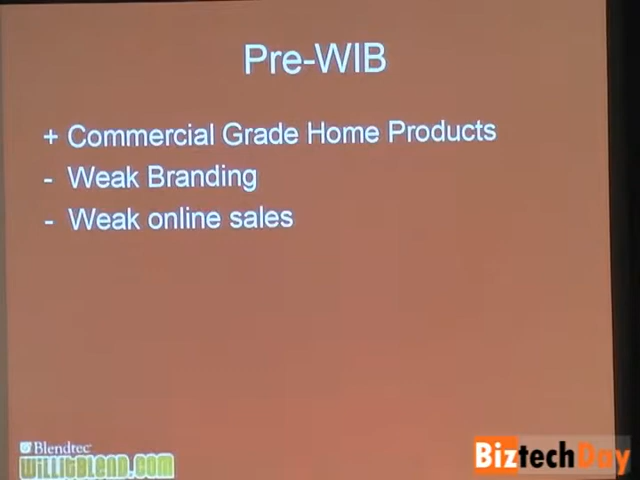 Pre-WIB
+ Commercial Grade Home Products
- Weak Branding
- Weak online sales
Blendtec
WiLLiTBLEND.COM
BiztechDay